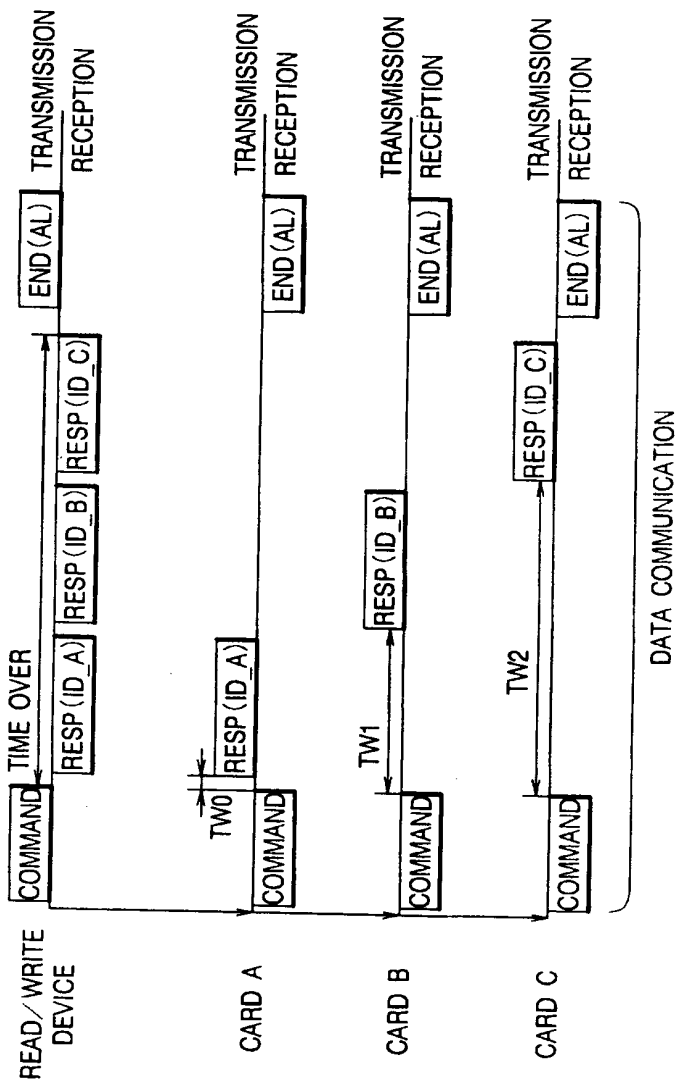 READ/WRITE
DEVICE
COMMAND
TIME OVER
END(AL)
TRANSMISSION
RECEPTION
RESP(ID_A)
RESP(ID_B)
RESP(ID_C)
CARD A
COMMAND
TW0
RESP(ID_A)
END(AL)
TRANSMISSION
RECEPTION
CARD B
COMMAND
TW1
RESP(ID_B)
END(AL)
TRANSMISSION
RECEPTION
CARD C
COMMAND
TW2
RESP(ID_C)
END(AL)
TRANSMISSION
RECEPTION
DATA COMMUNICATION